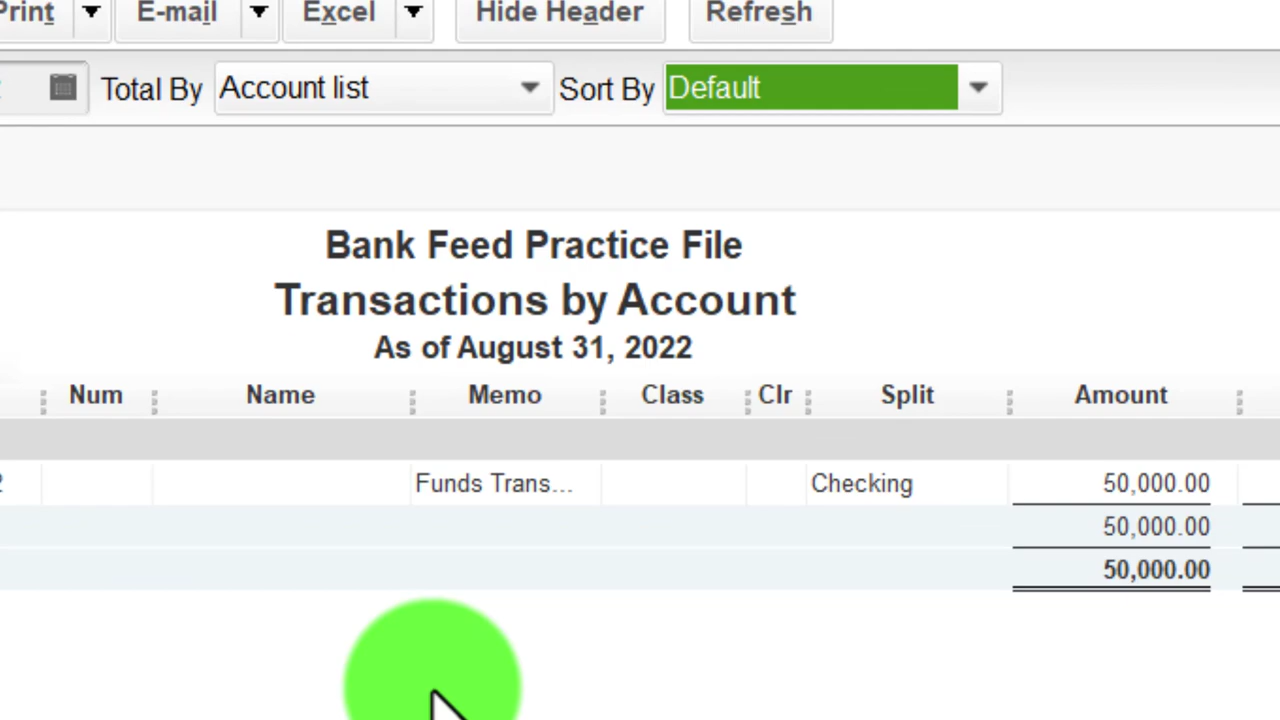 Print E-mail Excel Hide Header Refresh
Total By Account list Sort By Default
Bank Feed Practice File
Transactions by Account
As of August 31, 2022
Num Name Memo Class Clr Split Amount
2 Funds Trans... Checking 50,000.00
50,000.00
50,000.00